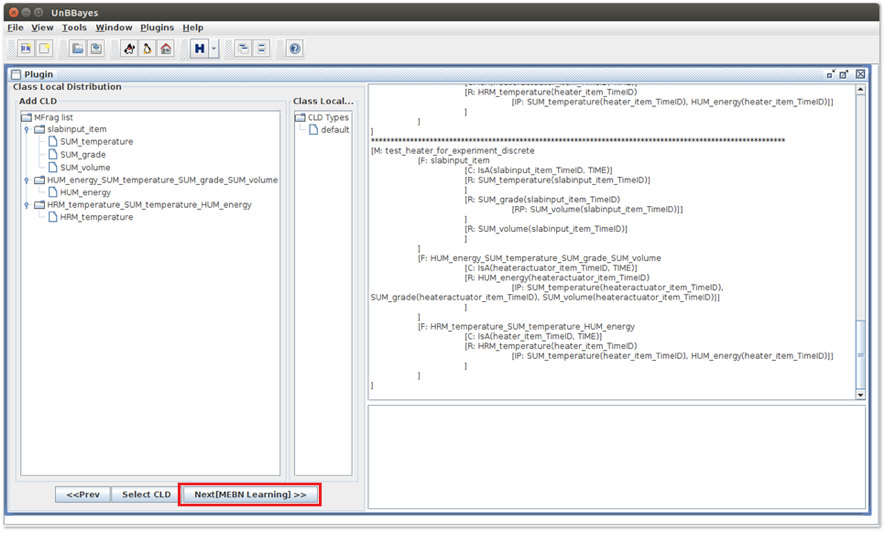 UnBBayes
File View Tools Window Plugins Help
H
Plugin
Class Local Distribution
Add CLD
MFrag list
slabinput_item
SUM_temperature
SUM_grade
SUM_volume
HUM_energy_SUM_temperature_SUM_grade_SUM_volume
HUM_energy
HRM_temperature_SUM_temperature_HUM_energy
HRM_temperature
Class Local...
CLD Types
default
<<Prev
Select CLD
Next[MEBN Learning] >>
[R: HRM_temperature(heater_item_TimeID)
[IP: SUM_temperature(heater_item_TimeID), HUM_energy(heater_item_TimeID)]]
]
]
]
[M: test_heater_for_experiment_discrete
[F: slabinput_item
[C: IsA(slabinput_item_TimeID, TIME)]
[R: SUM_temperature(slabinput_item_TimeID)]
]
[R: SUM_grade(slabinput_item_TimeID)
[RP: SUM_volume(slabinput_item_TimeID)]]
]
[R: SUM_volume(slabinput_item_TimeID)]
]
]
[F: HUM_energy_SUM_temperature_SUM_grade_SUM_volume
[C: IsA(heateractuator_item_TimeID, TIME)]
[R: HUM_energy(heateractuator_item_TimeID)
[IP: SUM_temperature(heateractuator_item_TimeID),
SUM_grade(heateractuator_item_TimeID), SUM_volume(heateractuator_item_TimeID)]]
]
]
[F: HRM_temperature_SUM_temperature_HUM_energy
[C: IsA(heater_item_TimeID, TIME)]
[R: HRM_temperature(heater_item_TimeID)
[IP: SUM_temperature(heater_item_TimeID), HUM_energy(heater_item_TimeID)]]
]
]
]